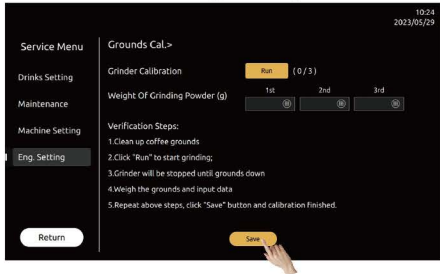 10:24
2023/05/29
Service Menu
Grounds Cal.>
Drinks Setting
Maintenance
Machine Setting
Eng. Setting
Return
Grinder Calibration
Run
(0/3)
Weight Of Grinding Powder (g)
1st
2nd
3rd
Verification Steps:
1.Clean up coffee grounds
2.Click "Run" to start grinding;
3.Grinder will be stopped until grounds down
4.Weigh the grounds and input data
5.Repeat above steps, click "Save" button and calibration finished.
Save